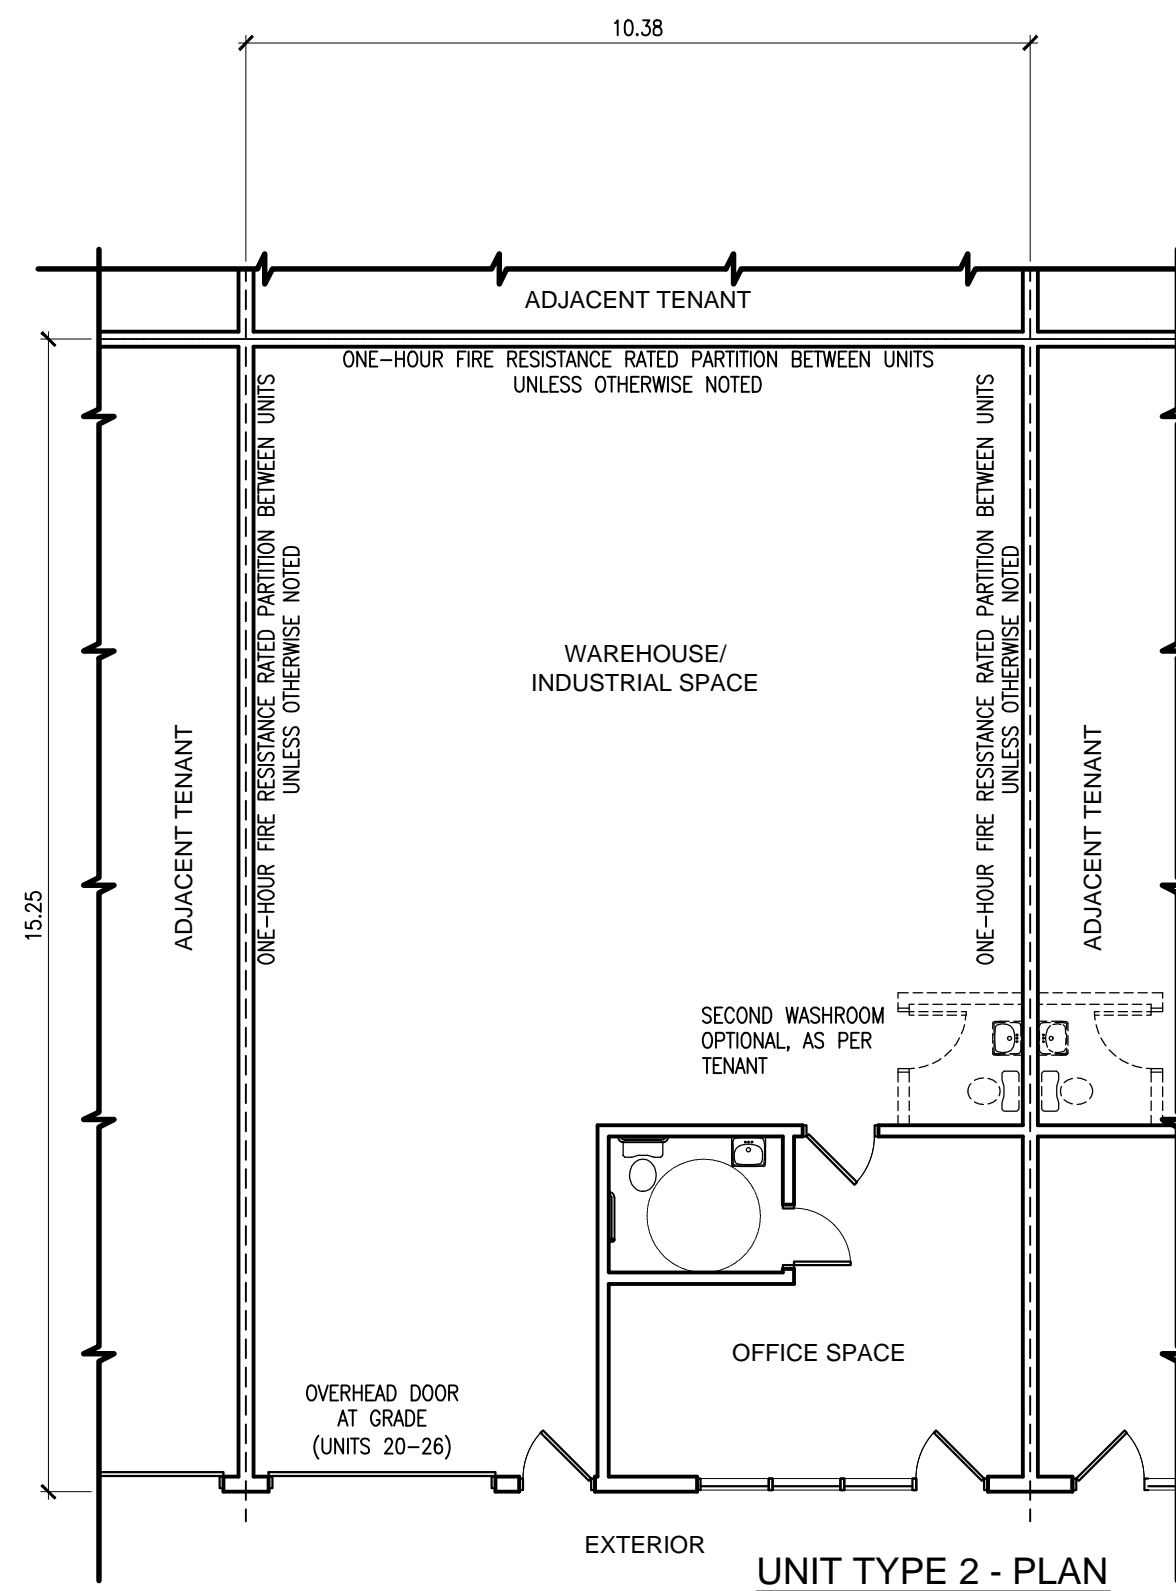 10.38
ADJACENT TENANT
ONE-HOUR FIRE RESISTANCE RATED PARTITION BETWEEN UNITS
UNLESS OTHERWISE NOTED
ONE-HOUR FIRE RESISTANCE RATED PARTITION BETWEEN UNITS
UNLESS OTHERWISE NOTED
ONE-HOUR FIRE RESISTANCE RATED PARTITION BETWEEN UNITS
UNLESS OTHERWISE NOTED
WAREHOUSE/
INDUSTRIAL SPACE
ADJACENT TENANT
ADJACENT TENANT
15.25
SECOND WASHROOM
OPTIONAL, AS PER
TENANT
OFFICE SPACE
OVERHEAD DOOR
AT GRADE
(UNITS 20-26)
EXTERIOR
UNIT TYPE 2 - PLAN